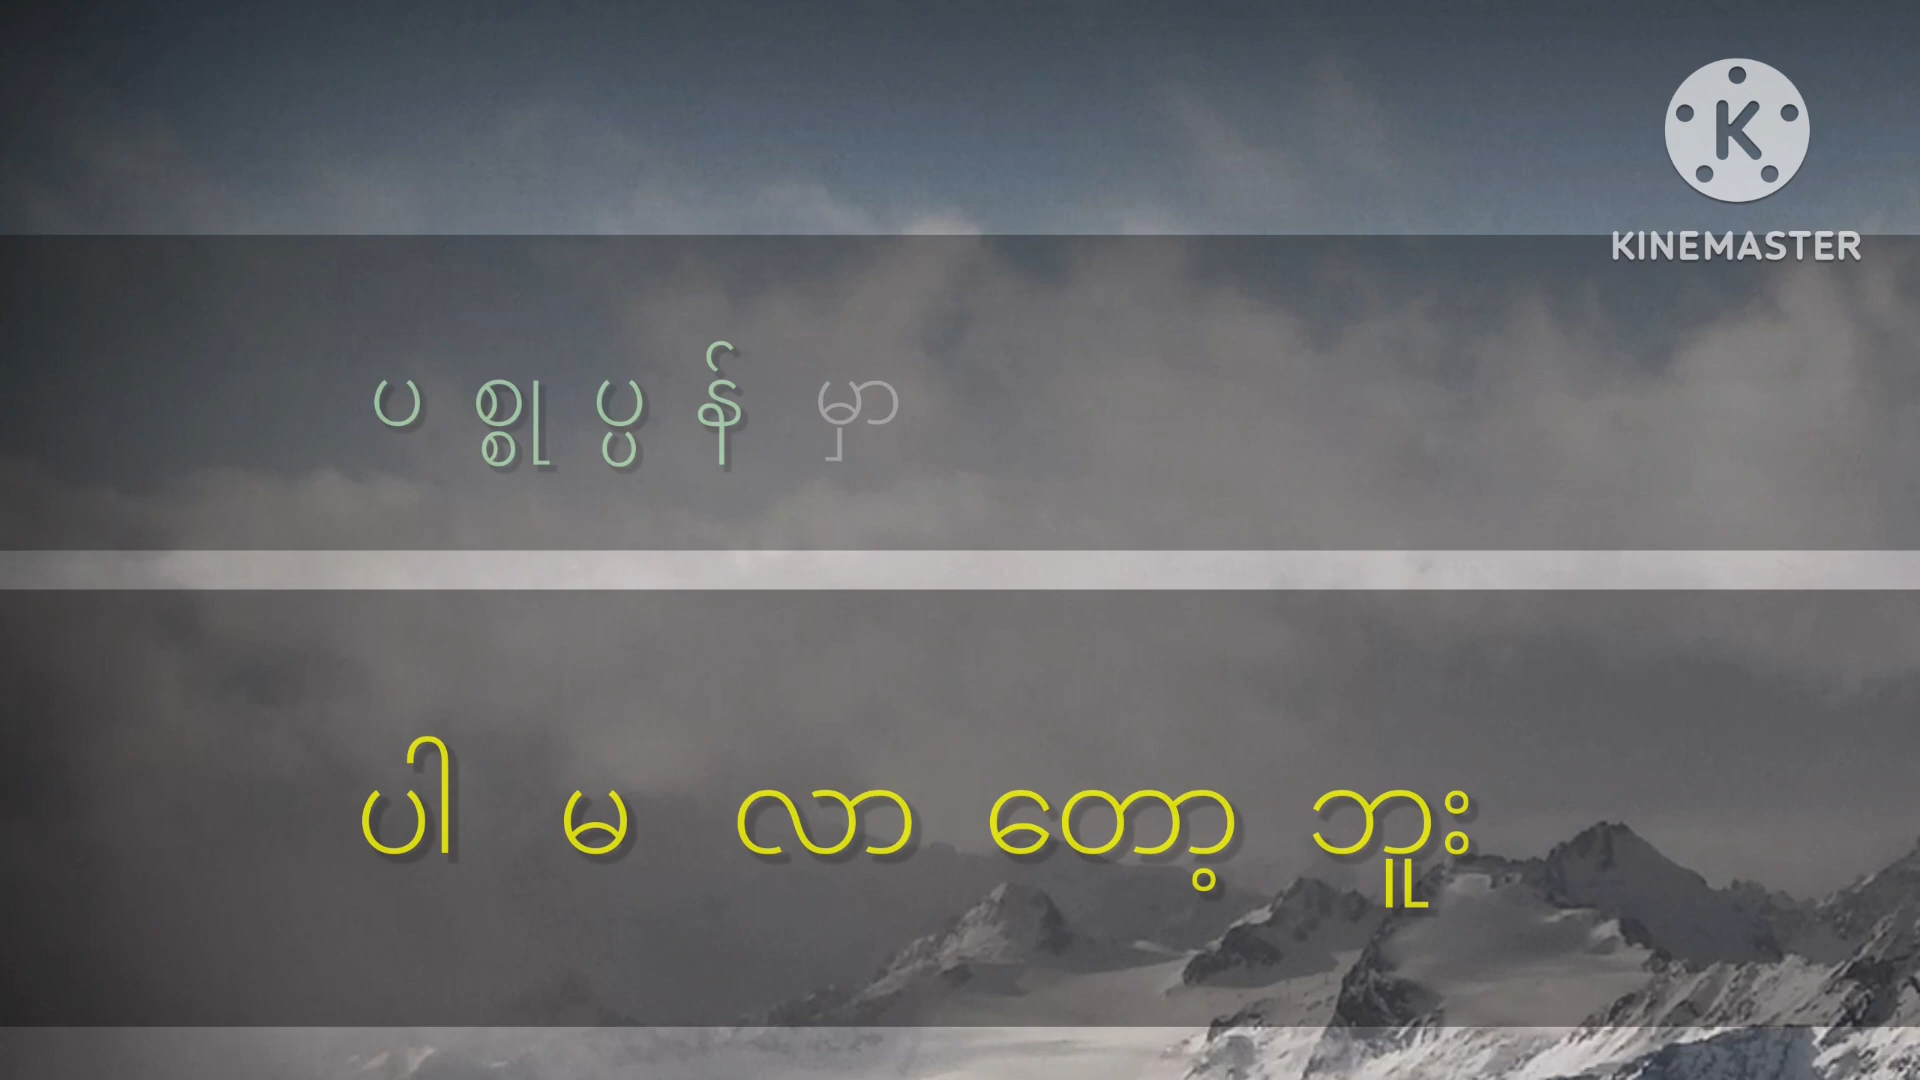 KINEMASTER
ပ စ္စု ပ္ပ န် မှာ
ပါ မ လာ တော့ ဘူး